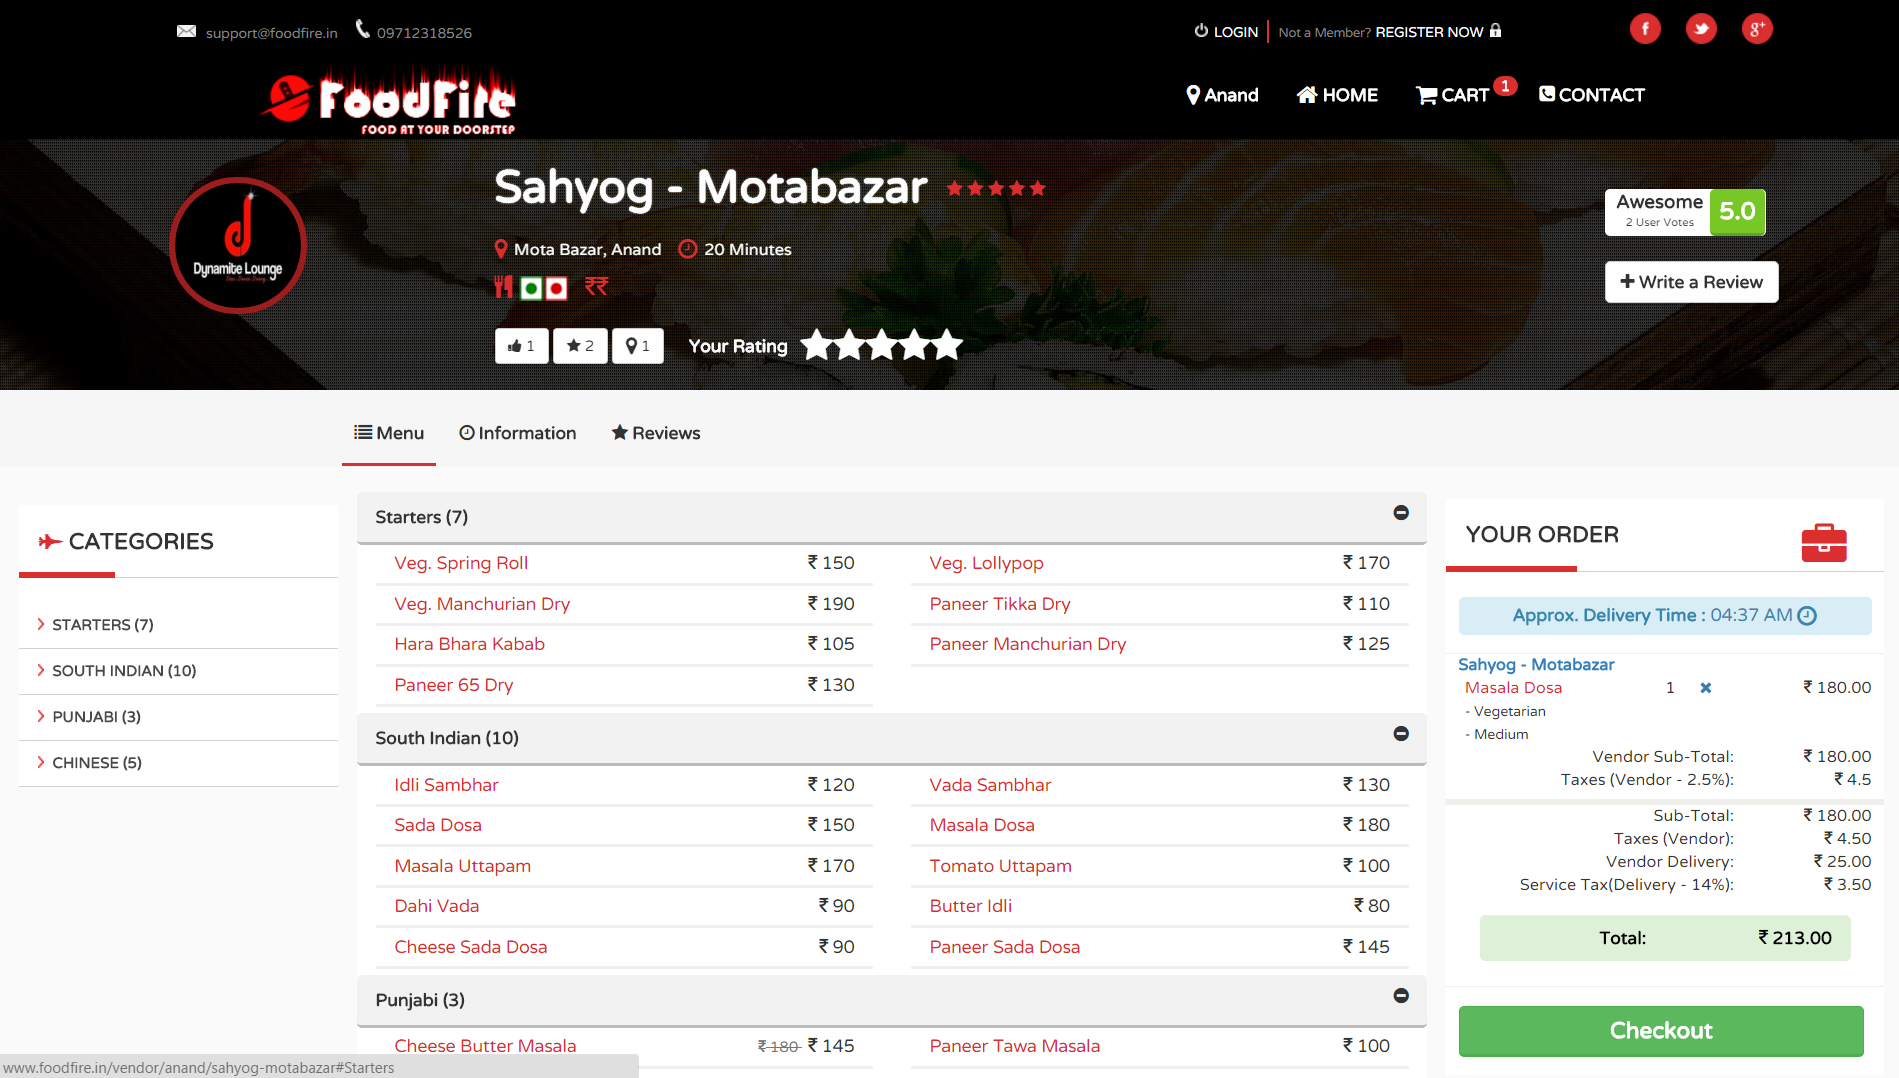 support@foodfire.in 09712318526
LOGIN Not a Member? REGISTER NOW
f g+
FoodFire
FOOD AT YOUR DOORSTEP
Anand HOME CART 1 CONTACT
Sahyog - Motabazar
Dynamite Lounge
Mota Bazar, Anand 20 Minutes
₹₹
1 2 1 Your Rating
Awesome 5.0
2 User Votes
+ Write a Review
Menu Information Reviews
CATEGORIES
STARTERS (7)
SOUTH INDIAN (10)
PUNJABI (3)
CHINESE (5)
Starters (7)
Veg. Spring Roll ₹ 150 Veg. Lollypop ₹ 170
Veg. Manchurian Dry ₹ 190 Paneer Tikka Dry ₹ 110
Hara Bhara Kabab ₹ 105 Paneer Manchurian Dry ₹ 125
Paneer 65 Dry ₹ 130
South Indian (10)
Idli Sambhar ₹ 120 Vada Sambhar ₹ 130
Sada Dosa ₹ 150 Masala Dosa ₹ 180
Masala Uttapam ₹ 170 Tomato Uttapam ₹ 100
Dahi Vada ₹ 90 Butter Idli ₹ 80
Cheese Sada Dosa ₹ 90 Paneer Sada Dosa ₹ 145
Punjabi (3)
Cheese Butter Masala ₹ 180 ₹ 145 Paneer Tawa Masala ₹ 100
YOUR ORDER
Approx. Delivery Time : 04:37 AM
Sahyog - Motabazar
Masala Dosa 1 ₹ 180.00
- Vegetarian
- Medium
Vendor Sub-Total: ₹ 180.00
Taxes (Vendor - 2.5%): ₹ 4.5
Sub-Total: ₹ 180.00
Taxes (Vendor): ₹ 4.50
Vendor Delivery: ₹ 25.00
Service Tax(Delivery - 14%): ₹ 3.50
Total: ₹ 213.00
Checkout
www.foodfire.in/vendor/anand/sahyog-motabazar#Starters